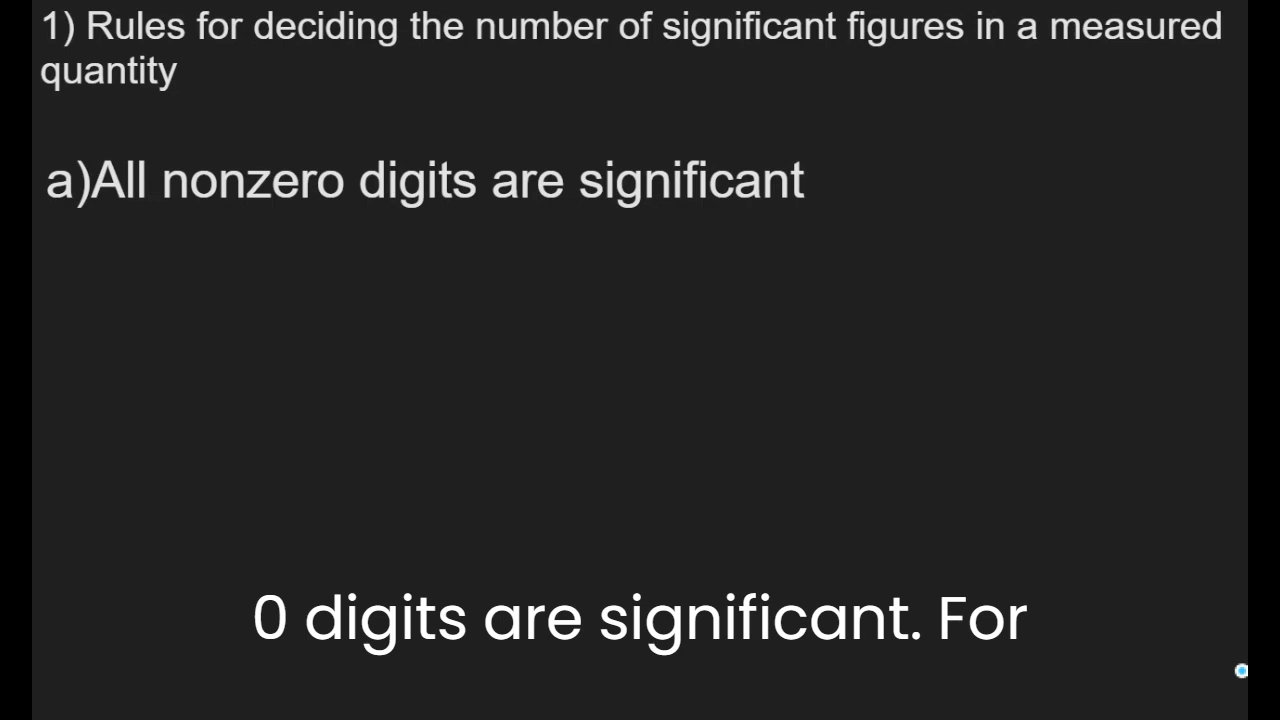 1) Rules for deciding the number of significant figures in a measured
quantity
a)All nonzero digits are significant
0 digits are significant. For